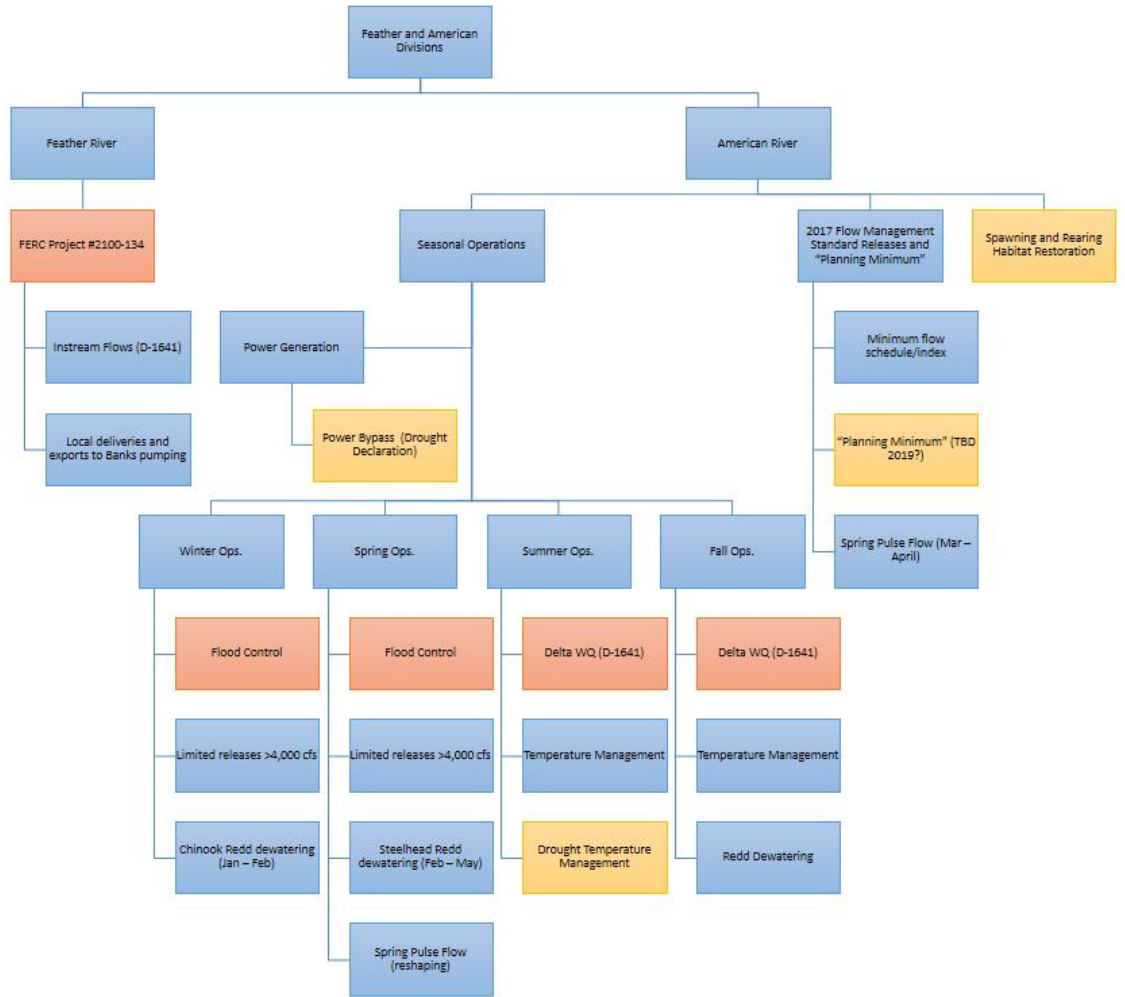 Feather and American
Divisions
Feather River
American River
FERC Project #2100-134
Seasonal Operations
2017 Flow Management
Standard Releases and
“Planning Minimum”
Spawning and Rearing
Habitat Restoration
Instream Flows (D-1641)
Power Generation
Minimum flow
schedule/index
Local deliveries and
exports to Banks pumping
Power Bypass (Drought
Declaration)
“Planning Minimum” (TBD
2019?)
Winter Ops.
Spring Ops.
Summer Ops.
Fall Ops.
Spring Pulse Flow (Mar –
April)
Flood Control
Flood Control
Delta WQ (D-1641)
Delta WQ (D-1641)
Limited releases >4,000 cfs
Limited releases >4,000 cfs
Temperature Management
Temperature Management
Chinook Redd dewatering
(Jan – Feb)
Steelhead Redd
dewatering (Feb – May)
Drought Temperature
Management
Redd Dewatering
Spring Pulse Flow
(reshaping)